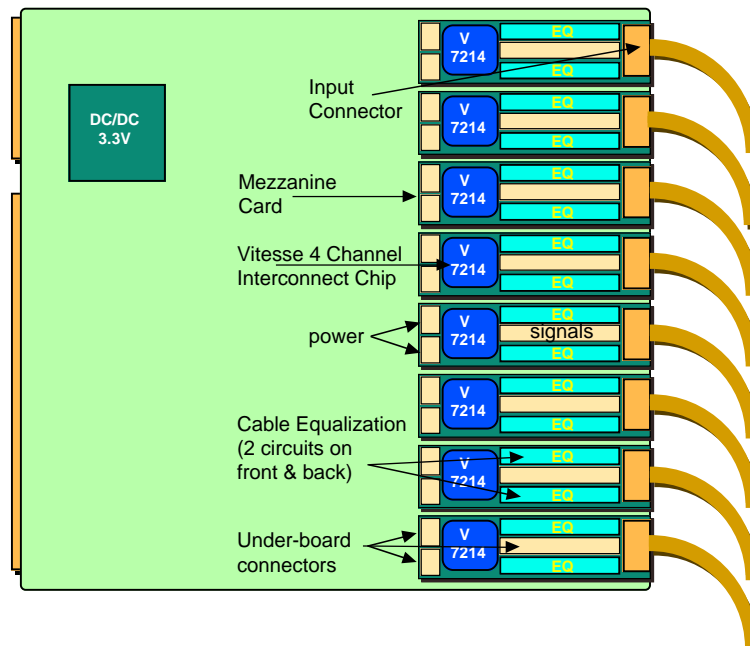 EQ
V
7214
EQ
Input
Connector
DC/DC
3.3V
EQ
V
7214
EQ
Mezzanine
Card
EQ
V
7214
EQ
Vitesse 4 Channel
Interconnect Chip
EQ
V
7214
EQ
power
EQ
V
7214
signals
EQ
EQ
V
7214
EQ
Cable Equalization
(2 circuits on
front & back)
EQ
V
7214
EQ
Under-board
connectors
EQ
V
7214
EQ